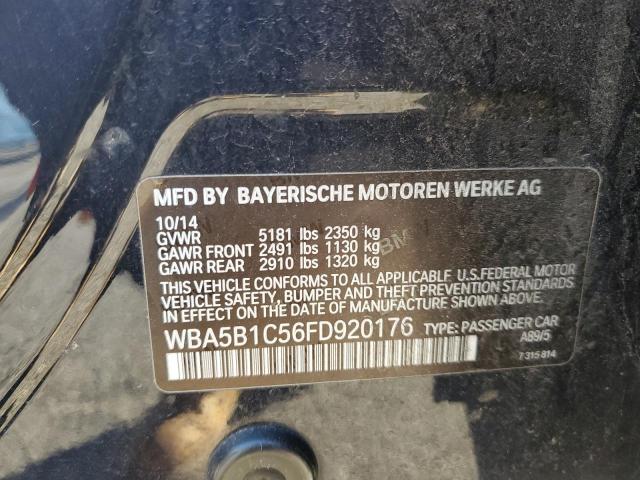 MFD BY BAYERISCHE MOTOREN WERKE AG
10/14
GVWR 5181 lbs 2350 kg
GAWR FRONT 2491 lbs 1130 kg
GAWR REAR 2910 lbs 1320 kg
THIS VEHICLE CONFORMS TO ALL APPLICABLE U.S.FEDERAL MOTOR
VEHICLE SAFETY, BUMPER AND THEFT PREVENTION STANDARDS
IN EFFECT ON THE DATE OF MANUFACTURE SHOWN ABOVE.
WBA5B1C56FD920176 TYPE: PASSENGER CAR
A89/5
7 315 814